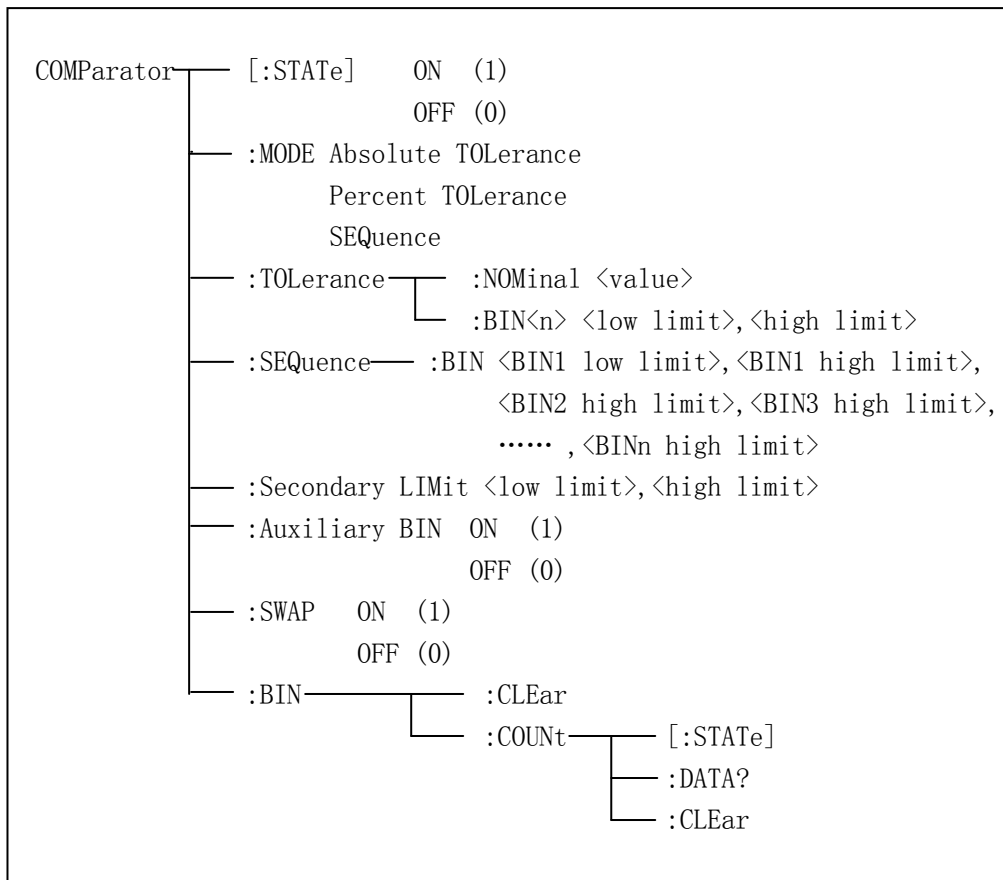 COMParator [:STATe] ON (1)
OFF (0)
:MODE Absolute TOLerance
Percent TOLerance
SEQuence
:TOLerance :NOMinal <value>
:BIN<n> <low limit>,<high limit>
:SEQuence :BIN <BIN1 low limit>,<BIN1 high limit>,
<BIN2 high limit>,<BIN3 high limit>,
…… ,<BINn high limit>
:Secondary LIMit <low limit>,<high limit>
:Auxiliary BIN ON (1)
OFF (0)
:SWAP ON (1)
OFF (0)
:BIN :CLEar
:COUNt [:STATe]
:DATA?
:CLEar